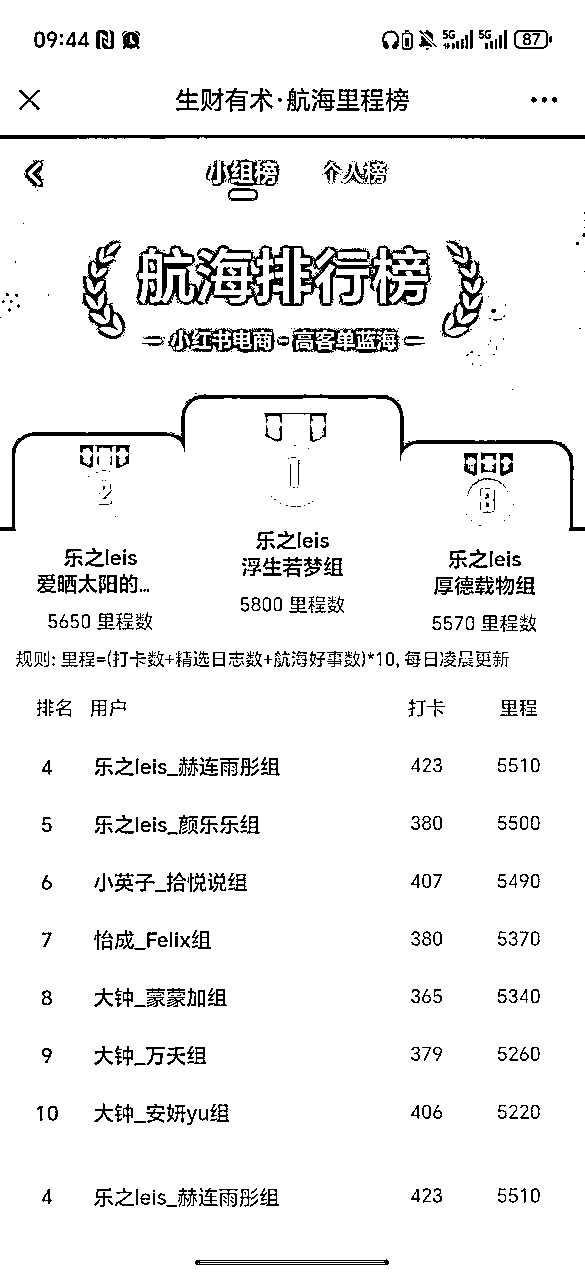 09:44 5G 5G 87
生财有术·航海里程榜
小组榜 个人榜
航海排行榜
小红书电商-高客单蓝海
2 1 3
乐之leis
浮生若梦组
5800 里程数
乐之leis
爱晒太阳的...
5650 里程数
乐之leis
厚德载物组
5570 里程数
规则: 里程=(打卡数+精选日志数+航海好事数)*10, 每日凌晨更新
排名 用户 打卡 里程
4 乐之leis_赫连雨彤组 423 5510
5 乐之leis_颜乐乐组 380 5500
6 小英子_拾悦说组 407 5490
7 怡成_Felix组 380 5370
8 大钟_蒙蒙加组 365 5340
9 大钟_万天组 379 5260
10 大钟_安妍yu组 406 5220
4 乐之leis_赫连雨彤组 423 5510